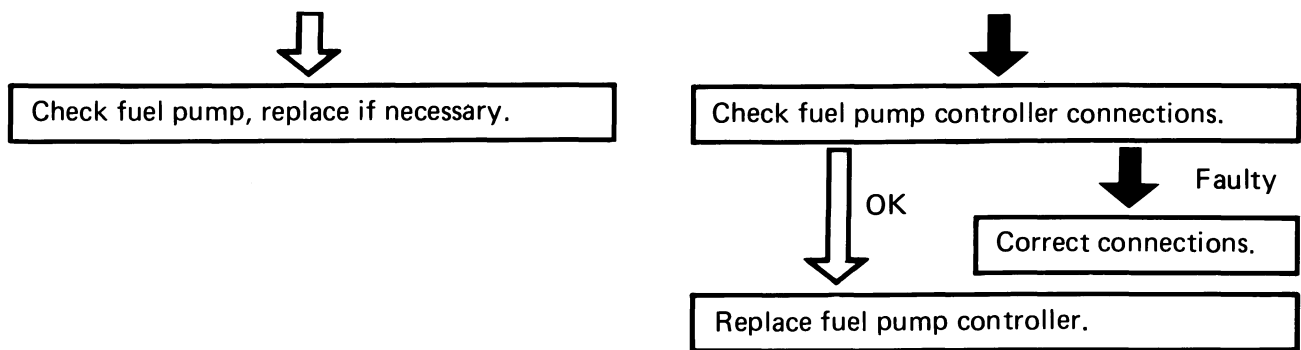 Check fuel pump, replace if necessary.
Check fuel pump controller connections.
OK
Faulty
Correct connections.
Replace fuel pump controller.